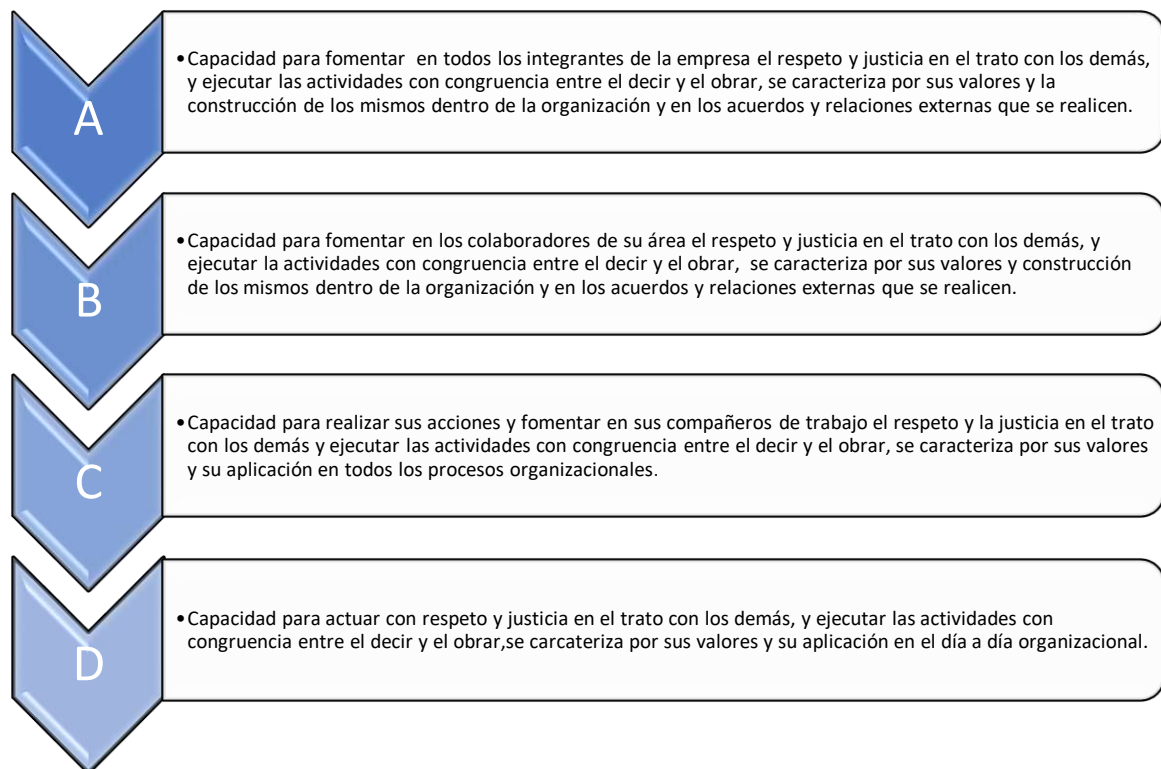 A
•Capacidad para fomentar en todos los integrantes de la empresa el respeto y justicia en el trato con los demás,
y ejecutar las actividades con congruencia entre el decir y el obrar, se caracteriza por sus valores y la
construcción de los mismos dentro de la organización y en los acuerdos y relaciones externas que se realicen.
B
•Capacidad para fomentar en los colaboradores de su área el respeto y justicia en el trato con los demás, y
ejecutar la actividades con congruencia entre el decir y el obrar, se caracteriza por sus valores y construcción
de los mismos dentro de la organización y en los acuerdos y relaciones externas que se realicen.
C
•Capacidad para realizar sus acciones y fomentar en sus compañeros de trabajo el respeto y la justicia en el trato
con los demás y ejecutar las actividades con congruencia entre el decir y el obrar, se caracteriza por sus valores
y su aplicación en todos los procesos organizacionales.
D
•Capacidad para actuar con respeto y justicia en el trato con los demás, y ejecutar las actividades con
congruencia entre el decir y el obrar,se carcateriza por sus valores y su aplicación en el día a día organizacional.